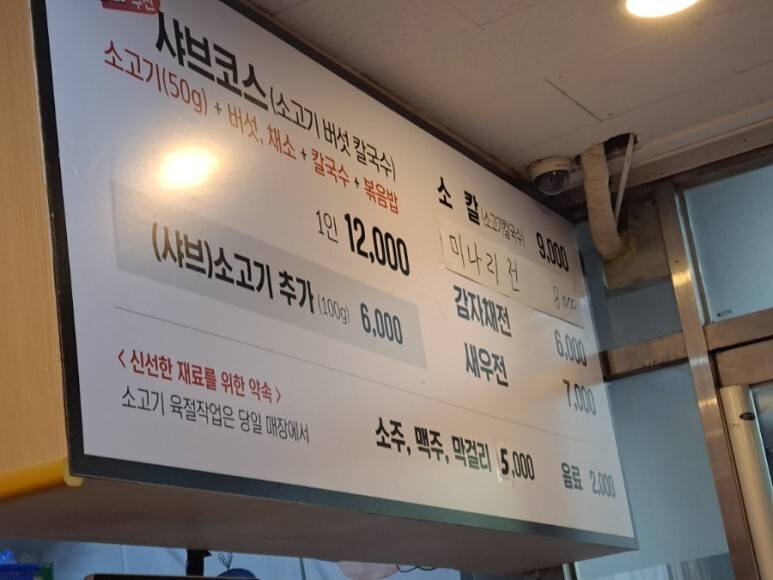 샤브코스 (소고기 버섯 칼국수)
소고기(50g) + 버섯, 채소 + 칼국수 + 볶음밥
1인 12,000
(샤브)소고기 추가 (100g) 6,000
< 신선한 재료를 위한 약속 >
소고기 육절작업은 당일 매장에서
소 칼 (소고기칼국수) 9,000
미나리전 8000
감자채전 6,000
새우전 7,000
소주, 맥주, 막걸리 5,000 음료 2,000